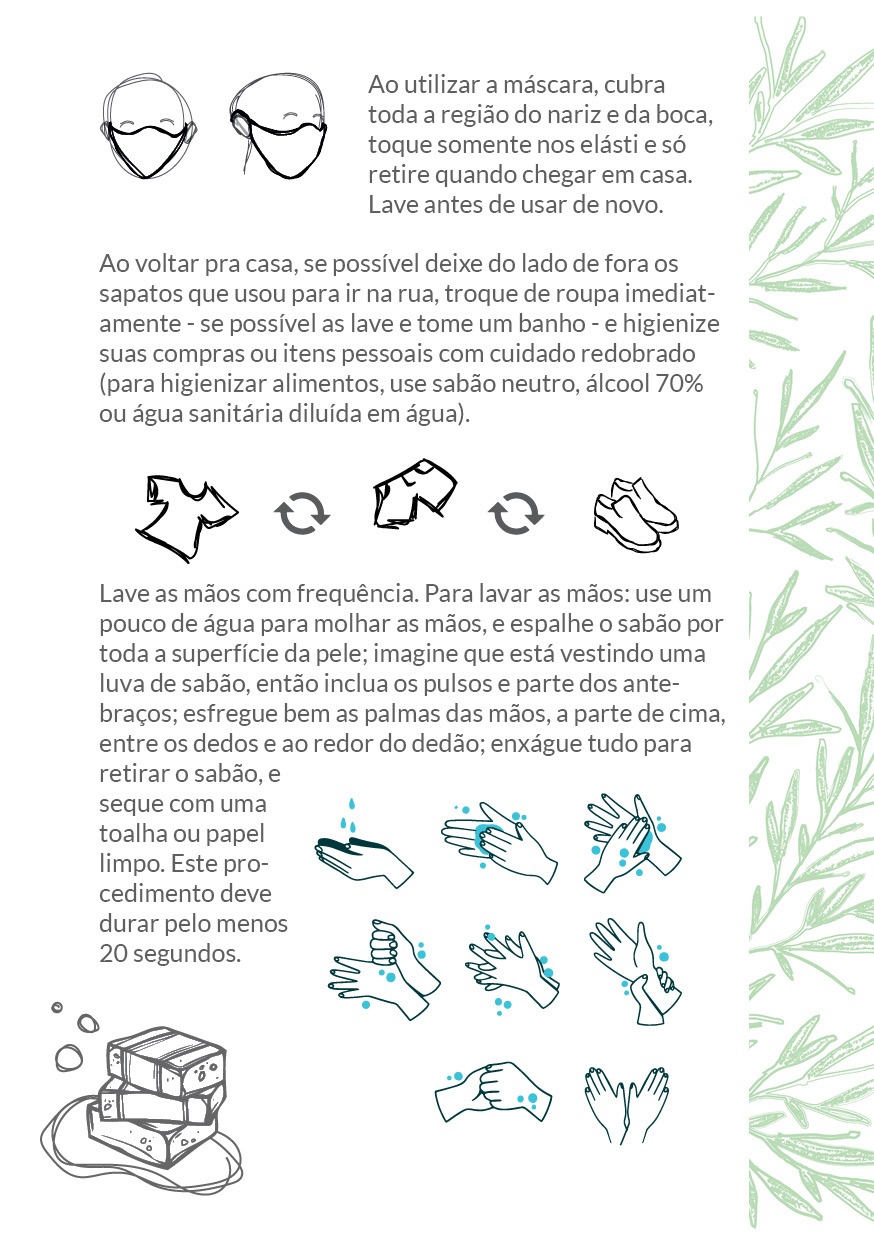 Ao utilizar a máscara, cubra
toda a região do nariz e da boca,
toque somente nos elásti e só
retire quando chegar em casa.
Lave antes de usar de novo.
Ao voltar pra casa, se possível deixe do lado de fora os
sapatos que usou para ir na rua, troque de roupa imediat-
amente - se possível as lave e tome um banho - e higienize
suas compras ou itens pessoais com cuidado redobrado
(para higienizar alimentos, use sabão neutro, álcool 70%
ou água sanitária diluída em água).
Lave as mãos com frequência. Para lavar as mãos: use um
pouco de água para molhar as mãos, e espalhe o sabão por
toda a superfície da pele; imagine que está vestindo uma
luva de sabão, então inclua os pulsos e parte dos ante-
braços; esfregue bem as palmas das mãos, a parte de cima,
entre os dedos e ao redor do dedão; enxágue tudo para
retirar o sabão, e
seque com uma
toalha ou papel
limpo. Este pro-
cedimento deve
durar pelo menos
20 segundos.